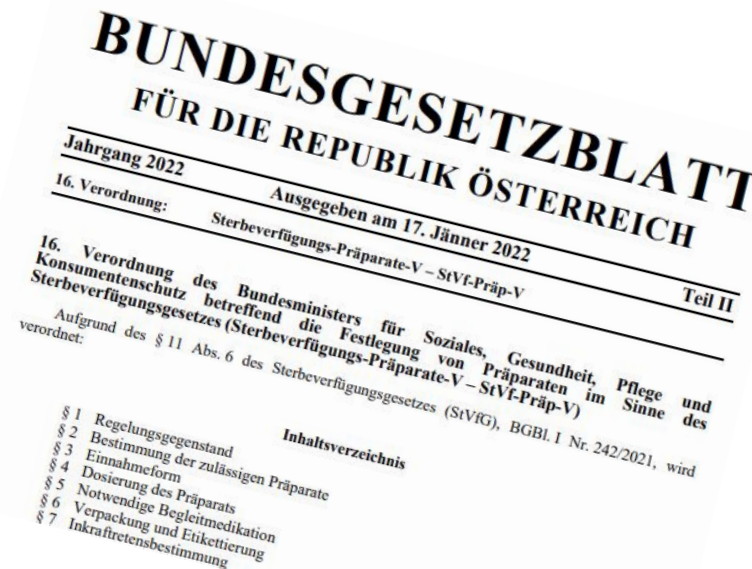 BUNDESGESETZBLATT
FÜR DIE REPUBLIK ÖSTERREICH
Jahrgang 2022
Ausgegeben am 17. Jänner 2022
Teil II
16. Verordnung:
Sterbeverfügungs-Präparate-V – StVf-Präp-V
16. Verordnung des Bundesministers für Soziales, Gesundheit, Pflege und
Konsumentenschutz betreffend die Festlegung von Präparaten im Sinne des
Sterbeverfügungsgesetzes (Sterbeverfügungs-Präparate-V – StVf-Präp-V)
Aufgrund des § 11 Abs. 6 des Sterbeverfügungsgesetzes (StVfG), BGBl. I Nr. 242/2021, wird
verordnet:
Inhaltsverzeichnis
§ 1 Regelungsgegenstand
§ 2 Bestimmung der zulässigen Präparate
§ 3 Einnahmeform
§ 4 Dosierung des Präparats
§ 5 Notwendige Begleitmedikation
§ 6 Verpackung und Etikettierung
§ 7 Inkraftretensbestimmung